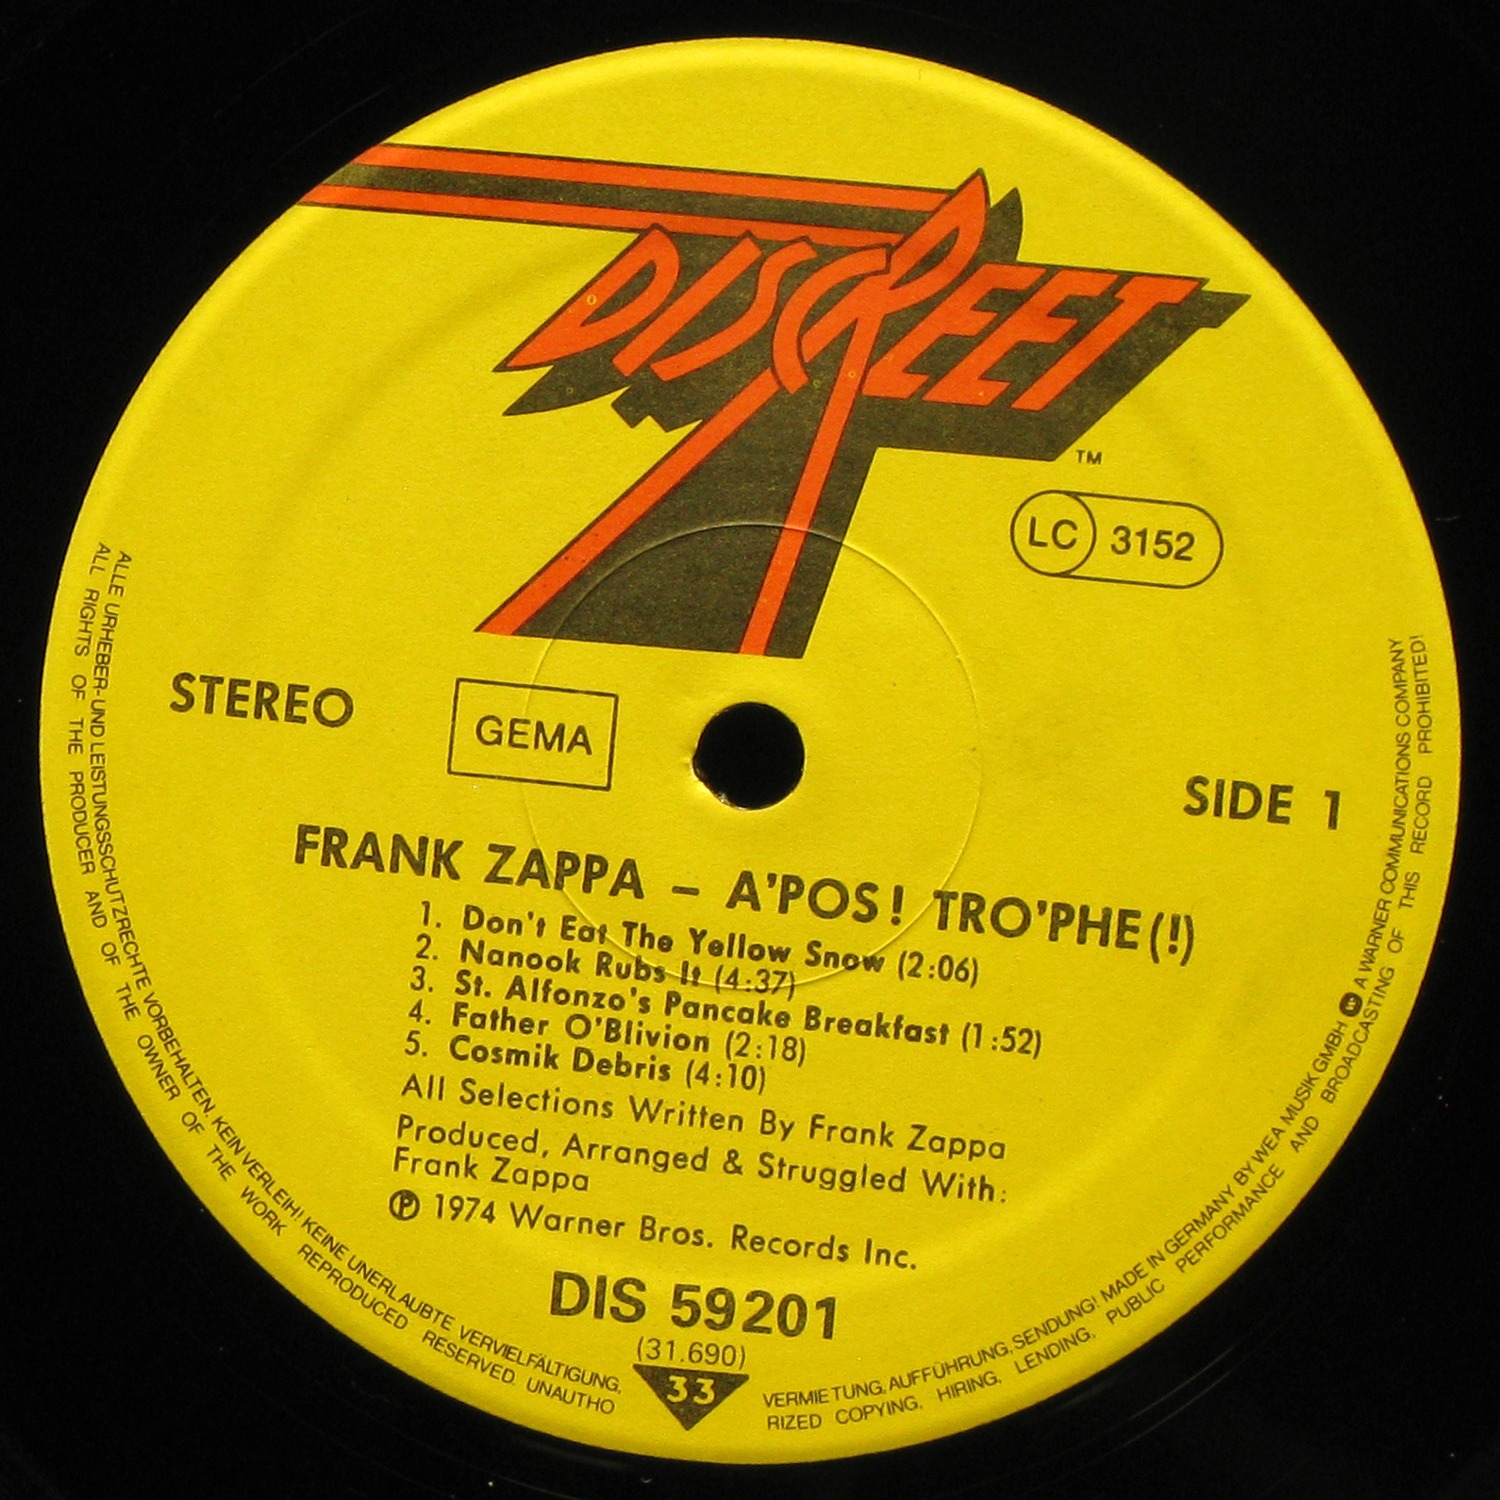 DISCREET
TM
LC 3152
STEREO
GEMA
SIDE 1
FRANK ZAPPA – A'POS! TRO'PHE(!)
1. Don't Eat The Yellow Snow (2:06)
2. Nanook Rubs It (4:37)
3. St. Alfonzo's Pancake Breakfast (1:52)
4. Father O'Blivion (2:18)
5. Cosmik Debris (4:10)
All Selections Written By Frank Zappa
Produced, Arranged & Struggled With:
Frank Zappa
℗ 1974 Warner Bros. Records Inc.
DIS 59201
(31.690)
33
ALLE URHEBER- UND LEISTUNGSSCHUTZRECHTE VORBEHALTEN. KEIN VERLEIH! KEINE UNERLAUBTE VERVIELFÄLTIGUNG, VERMIETUNG, AUFFÜHRUNG, SENDUNG! MADE IN GERMANY BY WEA MUSIK GMBH A WARNER COMMUNICATIONS COMPANY
ALL RIGHTS OF THE PRODUCER AND OF THE OWNER OF THE WORK REPRODUCED RESERVED. UNAUTHORIZED COPYING, HIRING, LENDING, PUBLIC PERFORMANCE AND BROADCASTING OF THIS RECORD PROHIBITED!